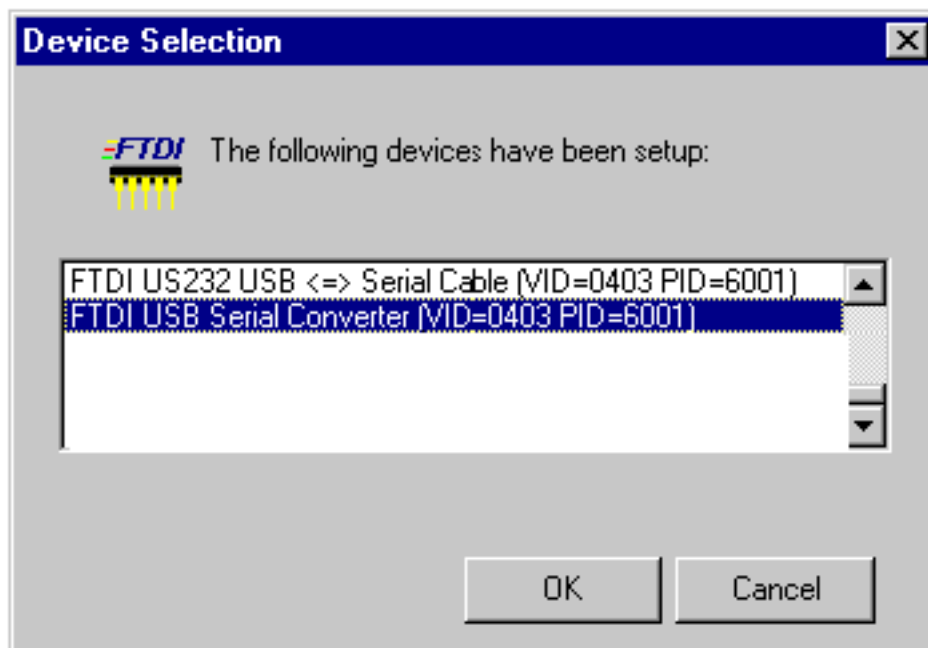 Device Selection
FTDI The following devices have been setup:
FTDI US232 USB <=> Serial Cable (VID=0403 PID=6001)
FTDI USB Serial Converter (VID=0403 PID=6001)
OK Cancel